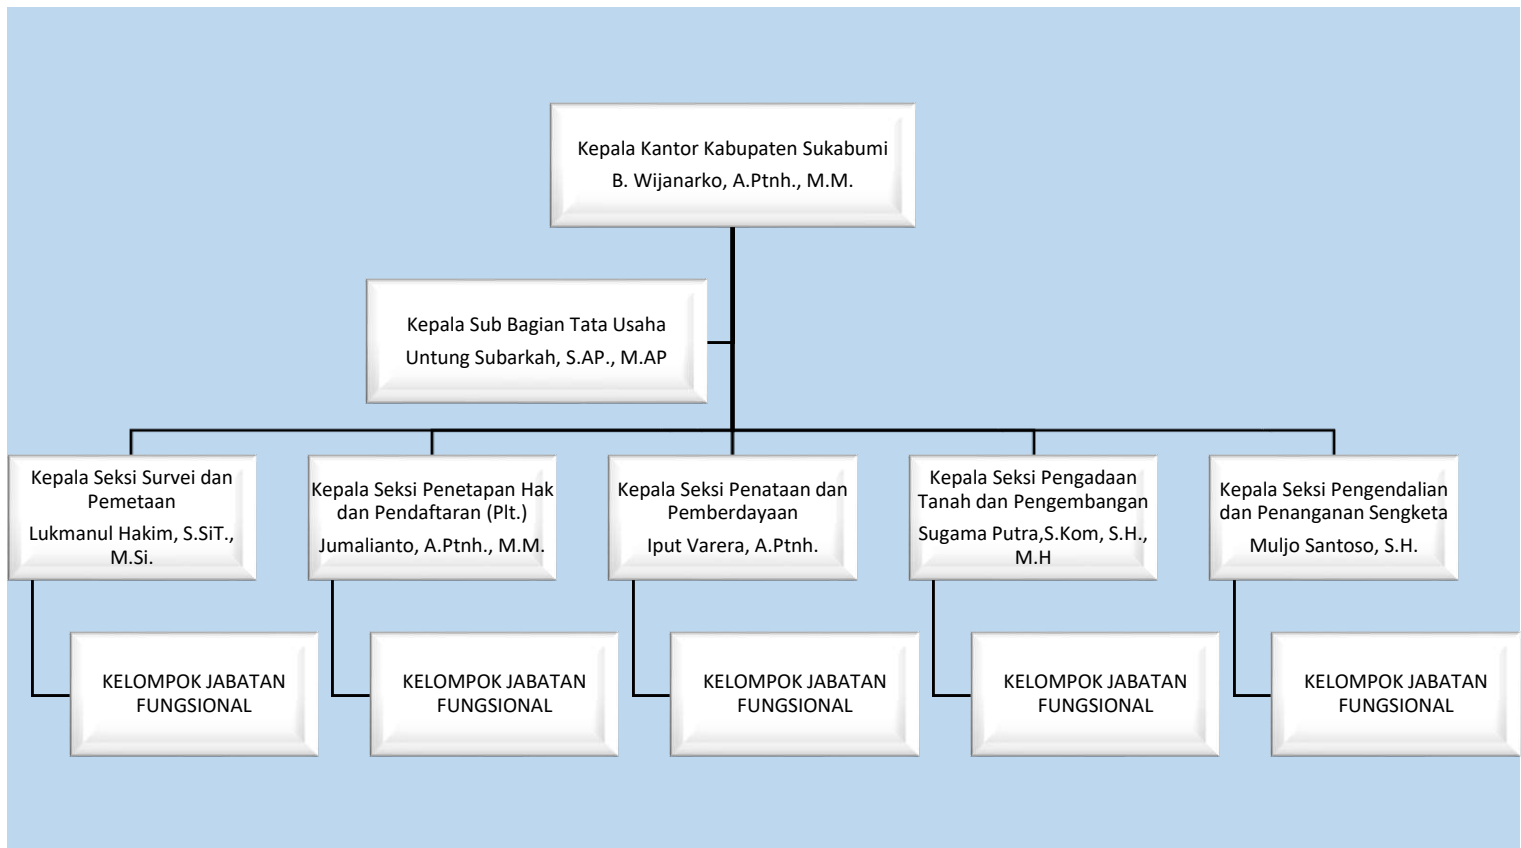 Kepala Kantor Kabupaten Sukabumi
B. Wijanarko, A.Ptnh., M.M.
Kepala Sub Bagian Tata Usaha
Untung Subarkah, S.AP., M.AP
Kepala Seksi Survei dan
Pemetaan
Lukmanul Hakim, S.SiT.,
M.Si.
Kepala Seksi Penetapan Hak
dan Pendaftaran (Plt.)
Jumalianto, A.Ptnh., M.M.
Kepala Seksi Penataan dan
Pemberdayaan
Iput Varera, A.Ptnh.
Kepala Seksi Pengadaan
Tanah dan Pengembangan
Sugama Putra,S.Kom, S.H.,
M.H
Kepala Seksi Pengendalian
dan Penanganan Sengketa
Muljo Santoso, S.H.
KELOMPOK JABATAN
FUNGSIONAL
KELOMPOK JABATAN
FUNGSIONAL
KELOMPOK JABATAN
FUNGSIONAL
KELOMPOK JABATAN
FUNGSIONAL
KELOMPOK JABATAN
FUNGSIONAL